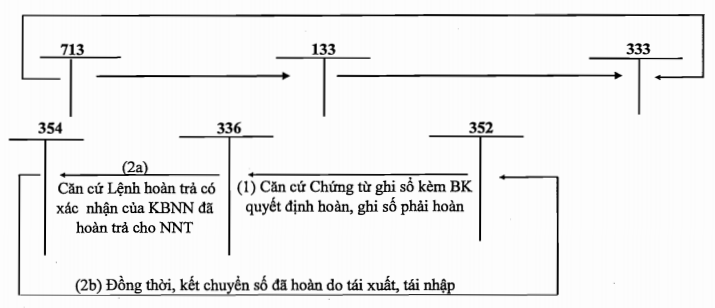 713 133 333
354 336 352
(2a)
Căn cứ Lệnh hoàn trả có
xác nhận của KBNN đã
hoàn trả cho NNT
(1) Căn cứ Chứng từ ghi sổ kèm BK
quyết định hoàn, ghi số phải hoàn
(2b) Đồng thời, kết chuyển số đã hoàn do tái xuất, tái nhập